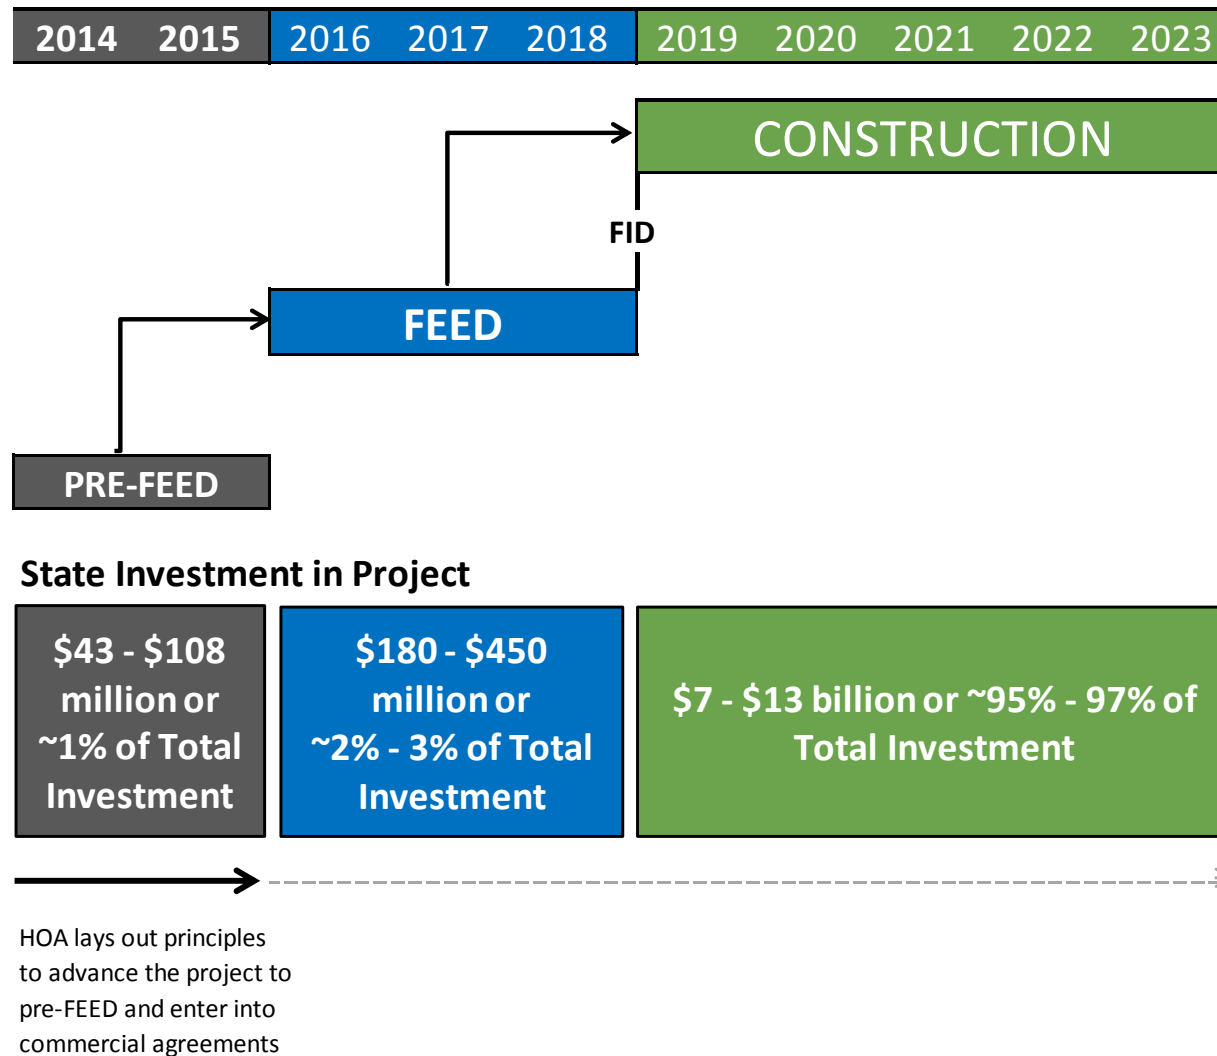 2014 2015 2016 2017 2018 2019 2020 2021 2022 2023
CONSTRUCTION
FID
FEED
PRE-FEED
State Investment in Project
$43 - $108
million or
~1% of Total
Investment
$180 - $450
million or
~2% - 3% of Total
Investment
$7 - $13 billion or ~95% - 97% of
Total Investment
HOA lays out principles
to advance the project to
pre-FEED and enter into
commercial agreements